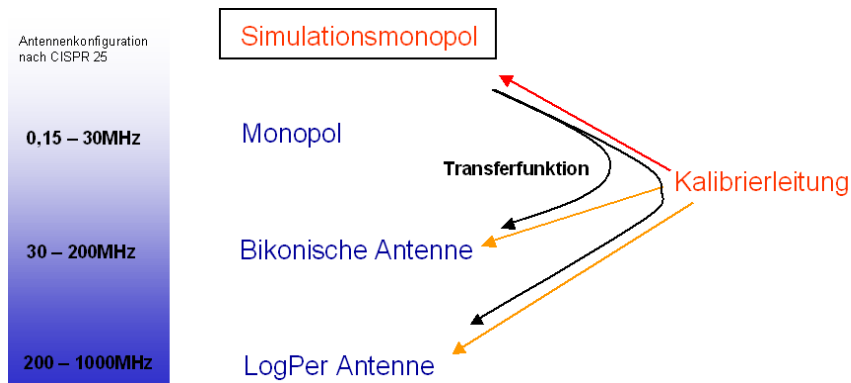 Antennenkonfiguration
nach CISPR 25
Simulationsmonopol
0,15 – 30MHz
Monopol
Transferfunktion
Kalibrierleitung
30 – 200MHz
Bikonische Antenne
200 – 1000MHz
LogPer Antenne